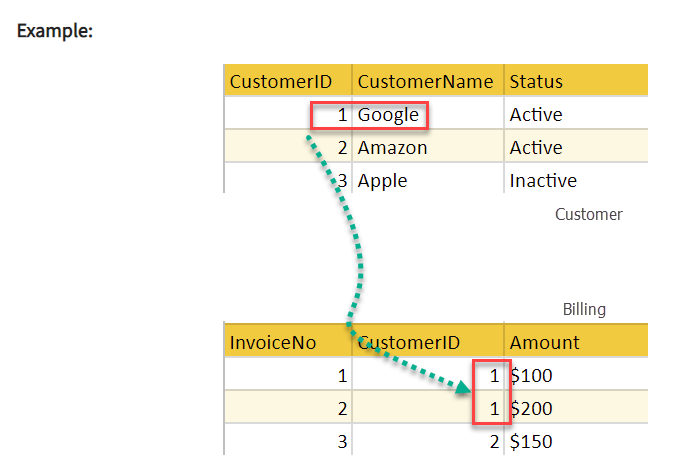 Example:
CustomerID CustomerName Status
1 Google Active
2 Amazon Active
3 Apple Inactive
Customer
Billing
InvoiceNo CustomerID Amount
1 1 $100
2 1 $200
3 2 $150